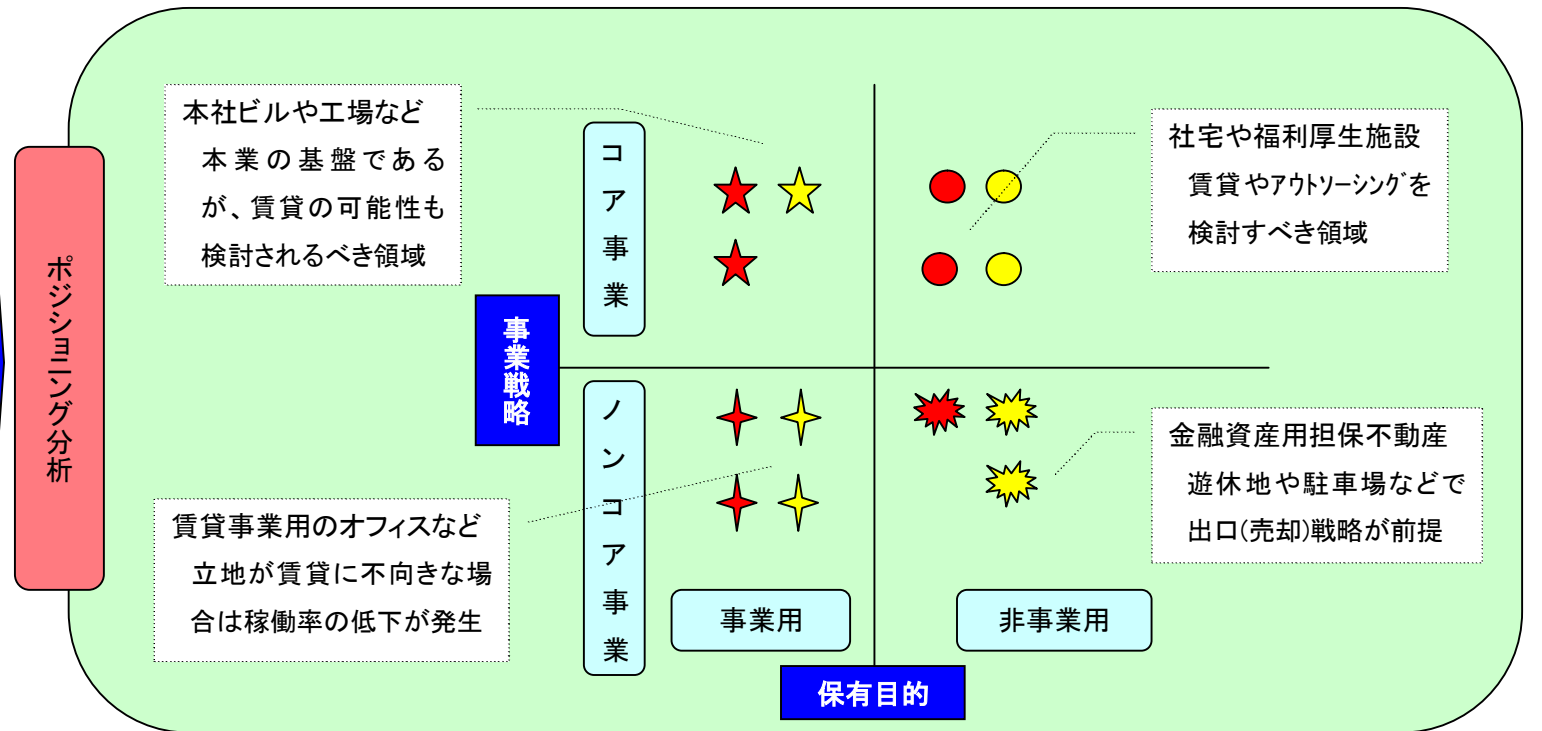 ポジショニング分析
本社ビルや工場など
本業の基盤である
が、賃貸の可能性も
検討されるべき領域
コア事業
社宅や福利厚生施設
賃貸やｱｳﾄｿｰｼﾝｸﾞを
検討すべき領域
事業戦略
ノンコア事業
賃貸事業用のオフィスなど
立地が賃貸に不向きな場
合は稼働率の低下が発生
金融資産用担保不動産
遊休地や駐車場などで
出口(売却)戦略が前提
事業用
非事業用
保有目的